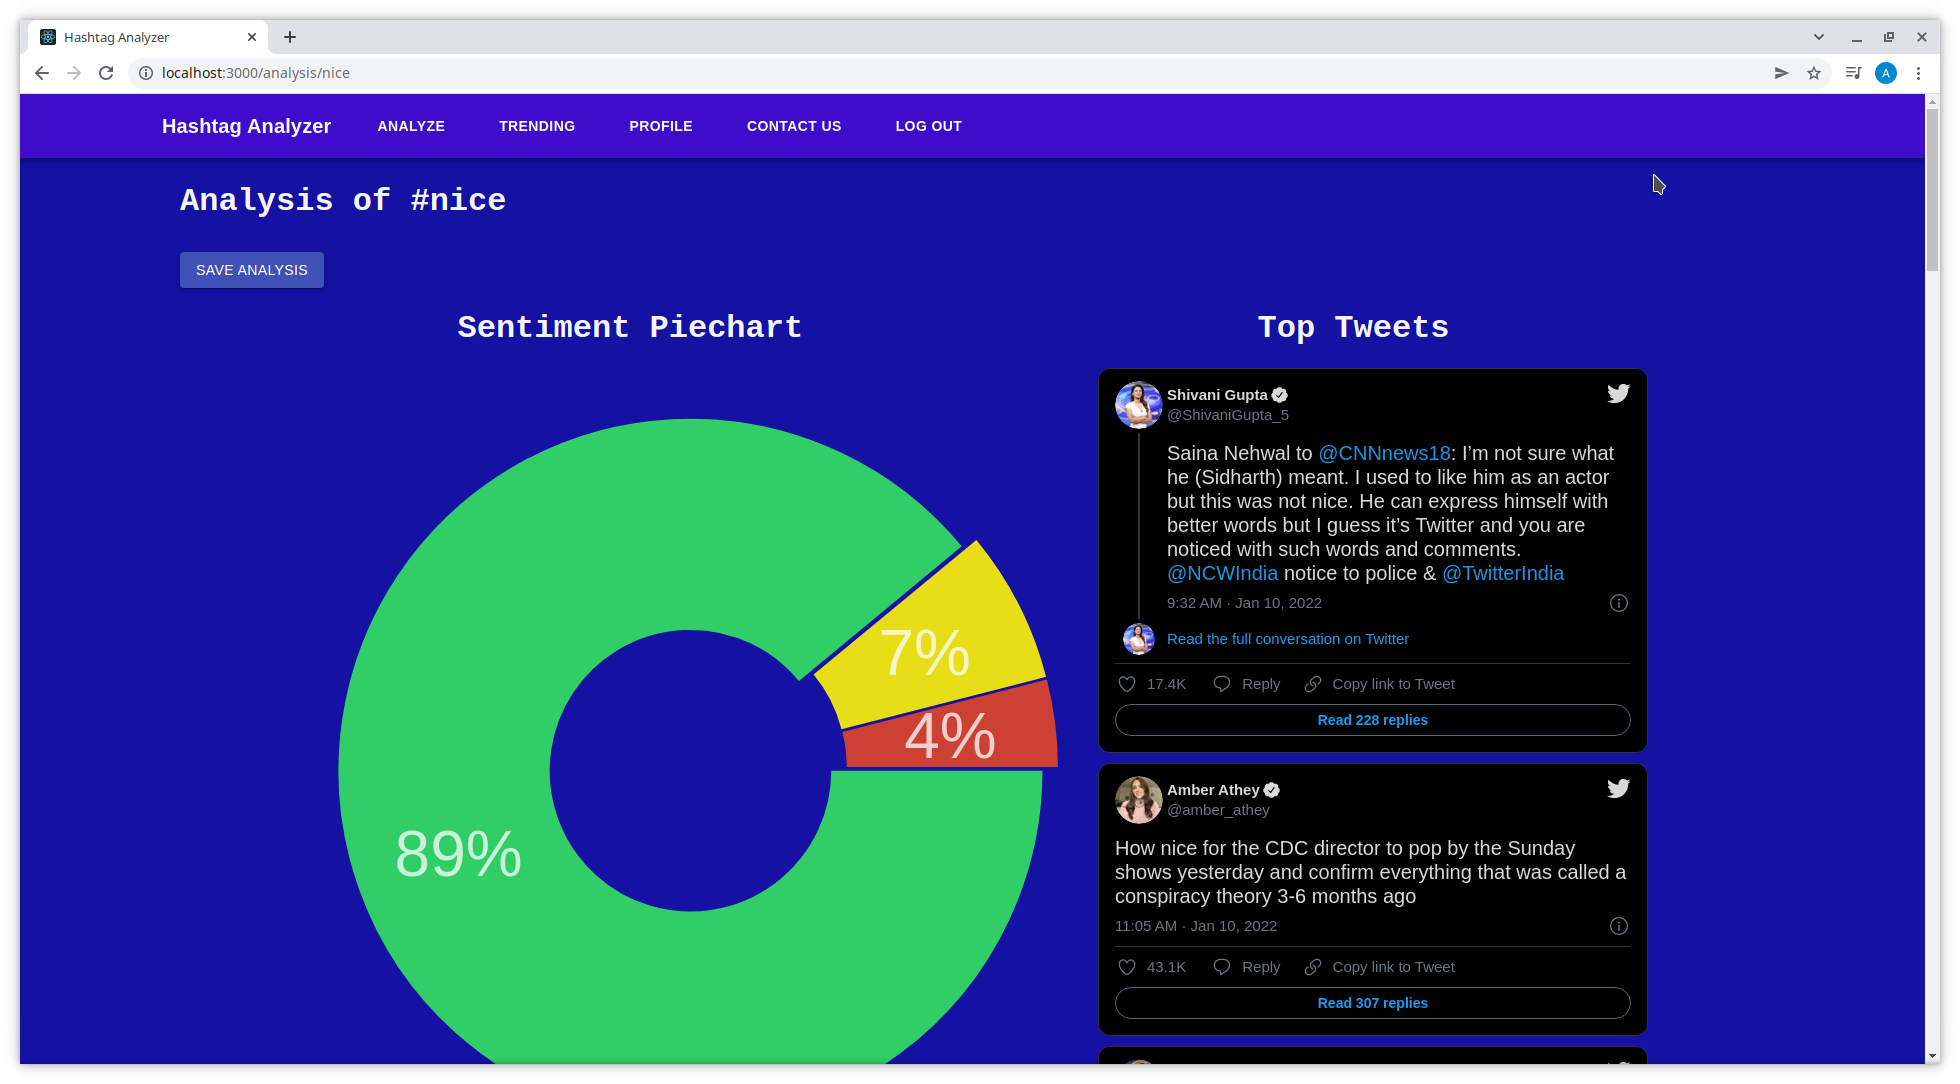 Hashtag Analyzer
localhost:3000/analysis/nice
A
Hashtag Analyzer ANALYZE TRENDING PROFILE CONTACT US LOG OUT
Analysis of #nice
SAVE ANALYSIS
Sentiment Piechart
7%
4%
89%
Top Tweets
Shivani Gupta
@ShivaniGupta_5
Saina Nehwal to @CNNnews18: I’m not sure what
he (Sidharth) meant. I used to like him as an actor
but this was not nice. He can express himself with
better words but I guess it’s Twitter and you are
noticed with such words and comments.
@NCWIndia notice to police & @TwitterIndia
9:32 AM · Jan 10, 2022
Read the full conversation on Twitter
17.4K Reply Copy link to Tweet
Read 228 replies
Amber Athey
@amber_athey
How nice for the CDC director to pop by the Sunday
shows yesterday and confirm everything that was called a
conspiracy theory 3-6 months ago
11:05 AM · Jan 10, 2022
43.1K Reply Copy link to Tweet
Read 307 replies